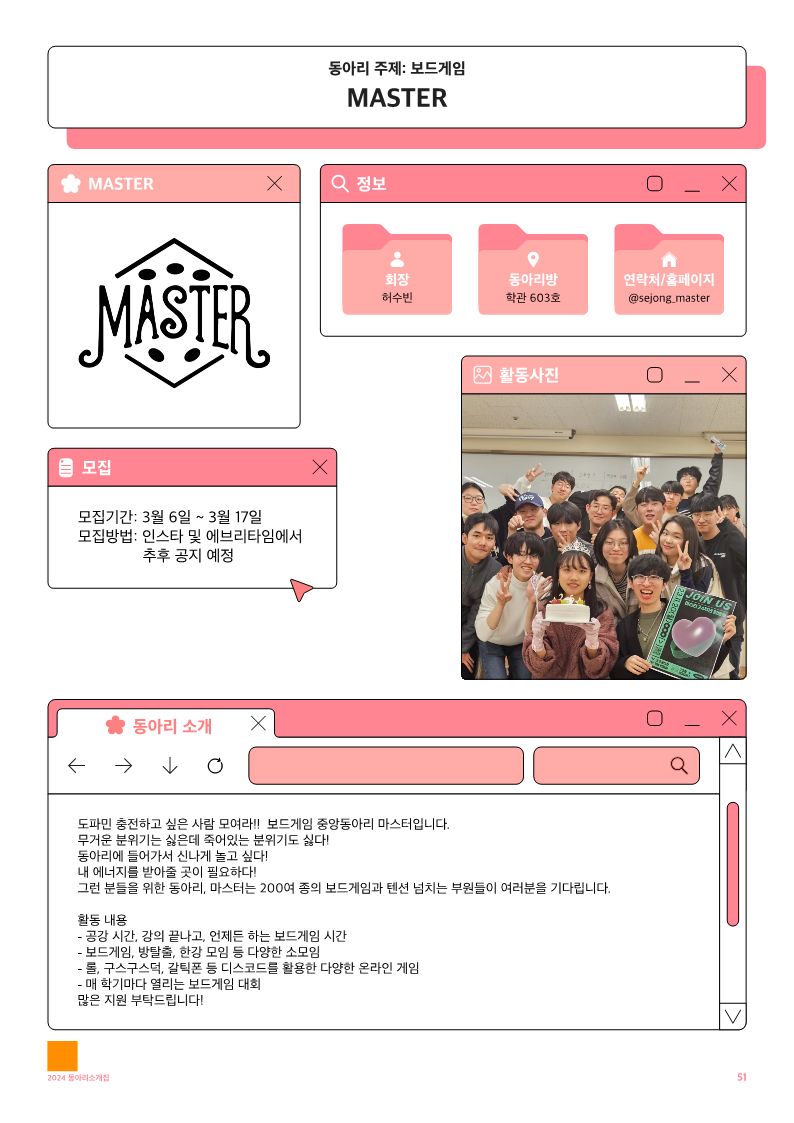 동아리 주제: 보드게임
MASTER
MASTER
MASTER
정보
회장
허수빈
동아리방
학관 603호
연락처/홈페이지
@sejong_master
활동사진
JOIN US
모집
모집기간: 3월 6일 ~ 3월 17일
모집방법: 인스타 및 에브리타임에서
추후 공지 예정
동아리 소개
도파민 충전하고 싶은 사람 모여라!! 보드게임 중앙동아리 마스터입니다.
무거운 분위기는 싫은데 죽어있는 분위기도 싫다!
동아리에 들어가서 신나게 놀고 싶다!
내 에너지를 받아줄 곳이 필요하다!
그런 분들을 위한 동아리, 마스터는 200여 종의 보드게임과 텐션 넘치는 부원들이 여러분을 기다립니다.
활동 내용
- 공강 시간, 강의 끝나고, 언제든 하는 보드게임 시간
- 보드게임, 방탈출, 한강 모임 등 다양한 소모임
- 롤, 구스구스덕, 갈틱폰 등 디스코드를 활용한 다양한 온라인 게임
- 매 학기마다 열리는 보드게임 대회
많은 지원 부탁드립니다!
2024 동아리소개집
51